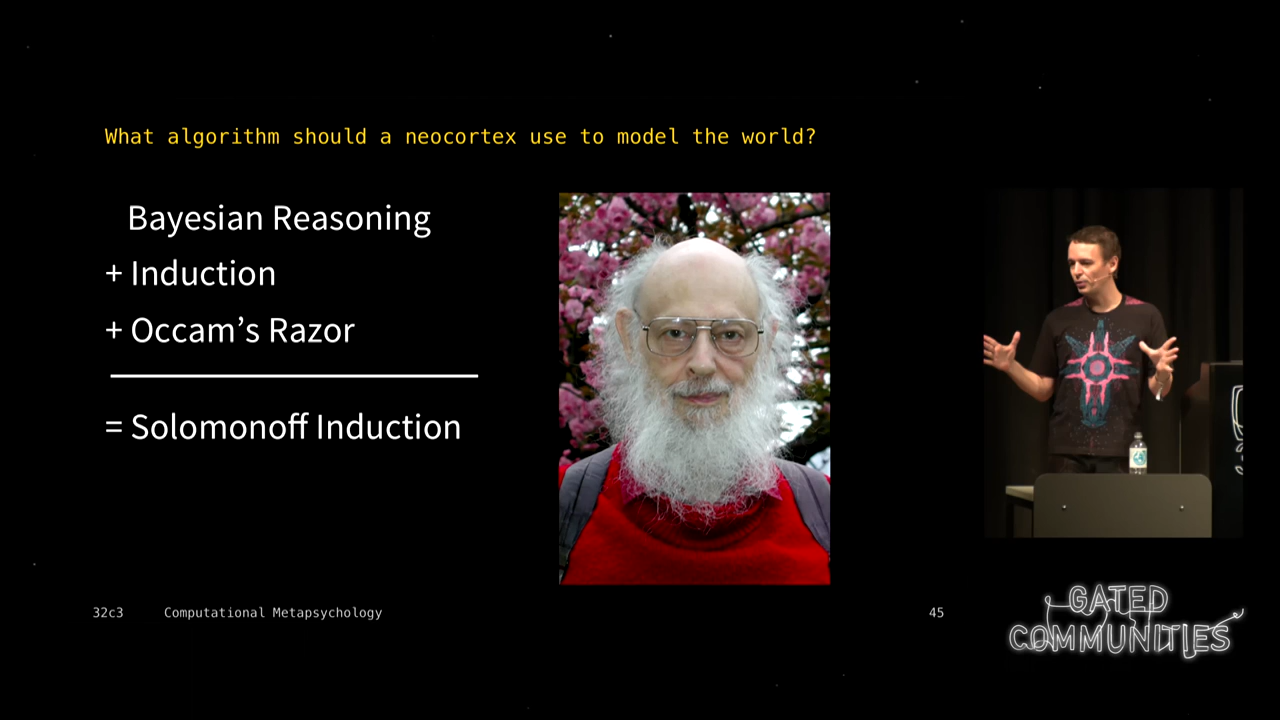 What algorithm should a neocortex use to model the world?
Bayesian Reasoning
+ Induction
+ Occam’s Razor
= Solomonoff Induction
32c3 Computational Metapsychology 45
GATED
COMMUNITIES